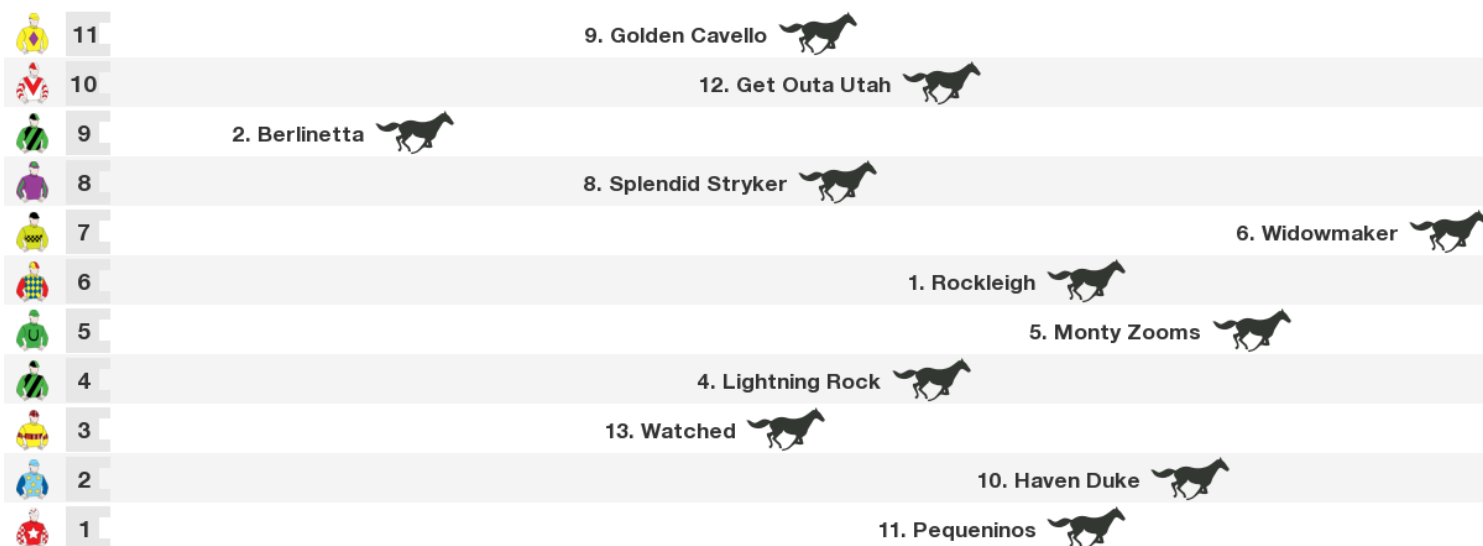 11 9. Golden Cavello
10 12. Get Outa Utah
9 2. Berlinetta
8 8. Splendid Stryker
7 6. Widowmaker
6 1. Rockleigh
5 5. Monty Zooms
4 4. Lightning Rock
3 13. Watched
2 10. Haven Duke
1 11. Pequeninos